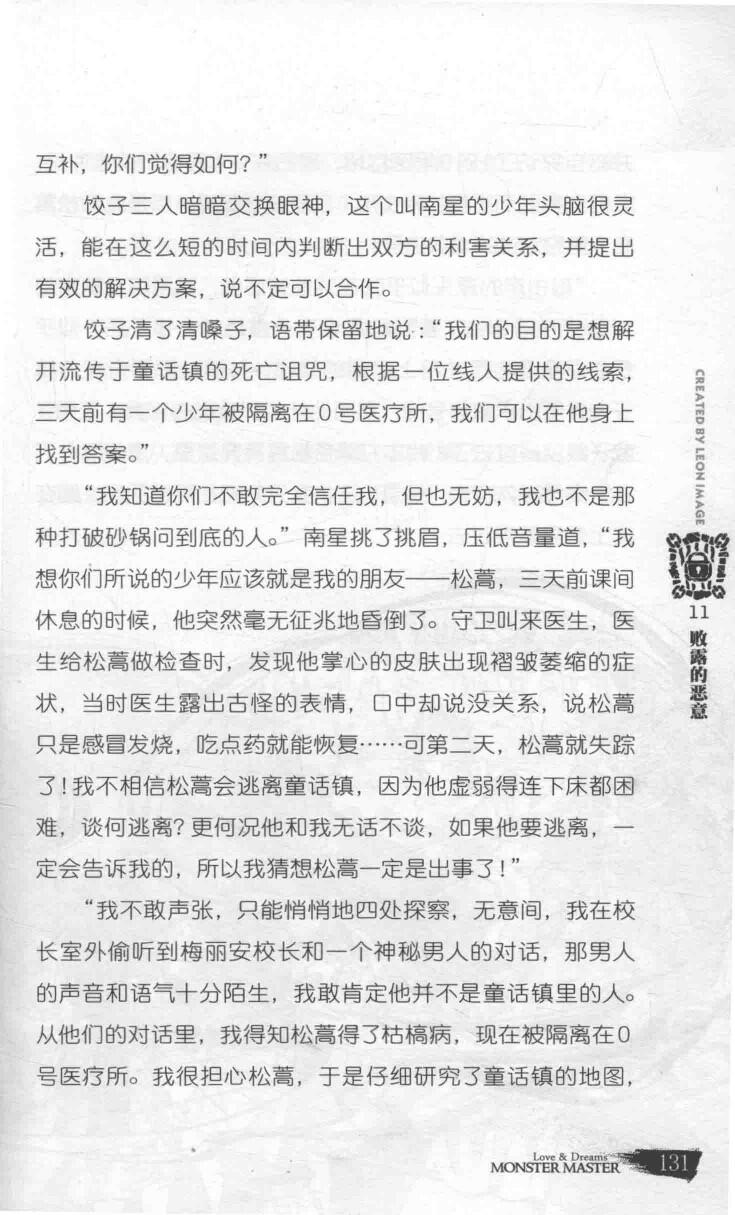 互补，你们觉得如何？”
饺子三人暗暗交换眼神，这个叫南星的少年头脑很灵
活，能在这么短的时间内判断出双方的利害关系，并提出
有效的解决方案，说不定可以合作。
饺子清了清嗓子，语带保留地说：“我们的目的是想解
开流传于童话镇的死亡诅咒，根据一位线人提供的线索，
三天前有一个少年被隔离在0号医疗所，我们可以在他身上
找到答案。”
“我知道你们不敢完全信任我，但也无妨，我也不是那
种打破砂锅问到底的人。”南星挑了挑眉，压低音量道，“我
想你们所说的少年应该就是我的朋友——松蒿，三天前课间
休息的时候，他突然毫无征兆地昏倒了。守卫叫来医生，医
生给松蒿做检查时，发现他掌心的皮肤出现褶皱萎缩的症
状，当时医生露出古怪的表情，口中却说没关系，说松蒿
只是感冒发烧，吃点药就能恢复……可第二天，松蒿就失踪
了！我不相信松蒿会逃离童话镇，因为他虚弱得连下床都困
难，谈何逃离？更何况他和我无话不谈，如果他要逃离，一
定会告诉我的，所以我猜想松蒿一定是出事了！”
“我不敢声张，只能悄悄地四处探察，无意间，我在校
长室外偷听到梅丽安校长和一个神秘男人的对话，那男人
的声音和语气十分陌生，我敢肯定他并不是童话镇里的人。
从他们的对话里，我得知松蒿得了枯槁病，现在被隔离在0
号医疗所。我很担心松蒿，于是仔细研究了童话镇的地图，
CREATED BY LEON IMAGE
11
败露的恶意
Love & Dreams
MONSTER MASTER
131